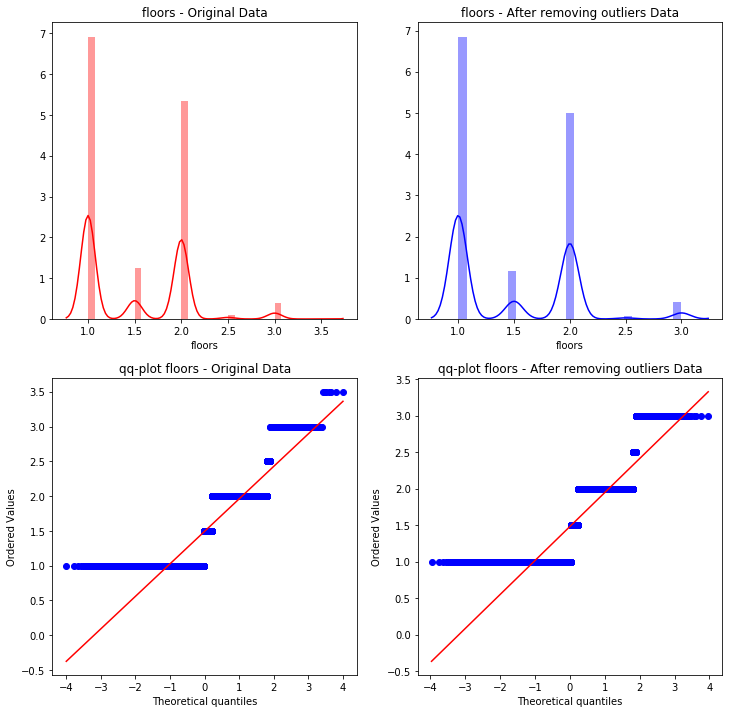 floors - Original Data
7
6
5
4
3
2
1
0
1.0 1.5 2.0 2.5 3.0 3.5
floors
floors - After removing outliers Data
7
6
5
4
3
2
1
0
1.0 1.5 2.0 2.5 3.0
floors
qq-plot floors - Original Data
Ordered Values
3.5
3.0
2.5
2.0
1.5
1.0
0.5
0.0
−0.5
−4 −3 −2 −1 0 1 2 3 4
Theoretical quantiles
qq-plot floors - After removing outliers Data
Ordered Values
3.5
3.0
2.5
2.0
1.5
1.0
0.5
0.0
−0.5
−4 −3 −2 −1 0 1 2 3 4
Theoretical quantiles